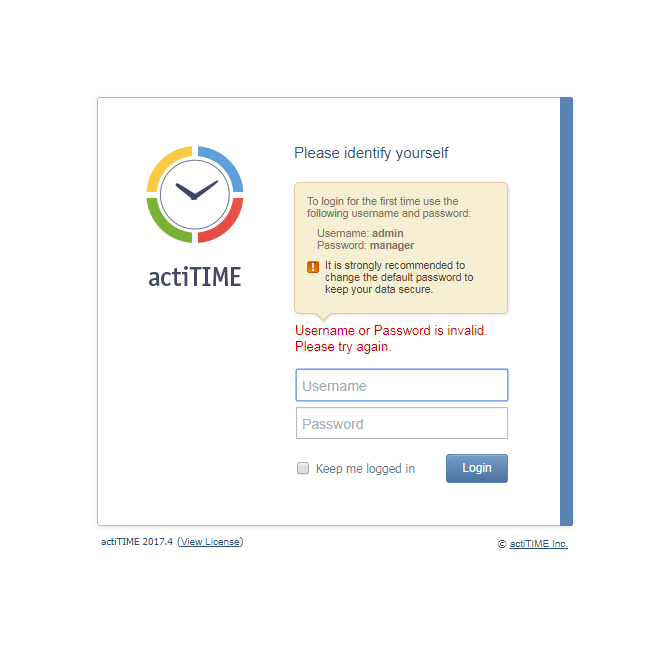 Please identify yourself
To login for the first time use the
following username and password:
Username: admin
Password: manager
It is strongly recommended to
change the default password to
keep your data secure.
actiTIME
Username or Password is invalid.
Please try again.
Username
Password
Keep me logged in
Login
actiTIME 2017.4 (View License)
© actiTIME Inc.